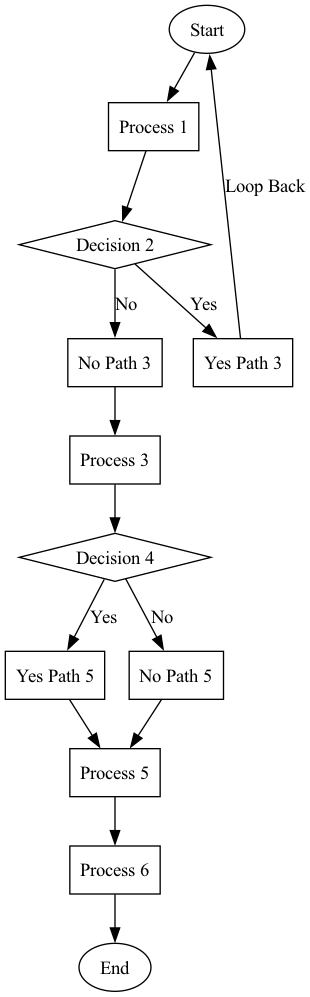 Start
Process 1
Loop Back
Decision 2
No
Yes
No Path 3
Yes Path 3
Process 3
Decision 4
Yes
No
Yes Path 5
No Path 5
Process 5
Process 6
End